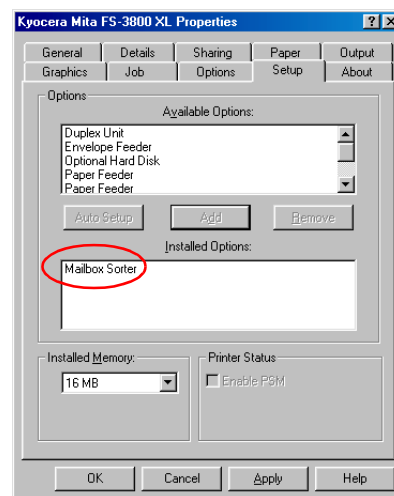 Kyocera Mita FS-3800 XL Properties
General Details Sharing Paper Output
Graphics Job Options Setup About
Options
Available Options:
Duplex Unit
Envelope Feeder
Optional Hard Disk
Paper Feeder
Paper Feeder
Auto Setup Add Remove
Installed Options:
Mailbox Sorter
Installed Memory: Printer Status
16 MB Enable PSM
OK Cancel Apply Help